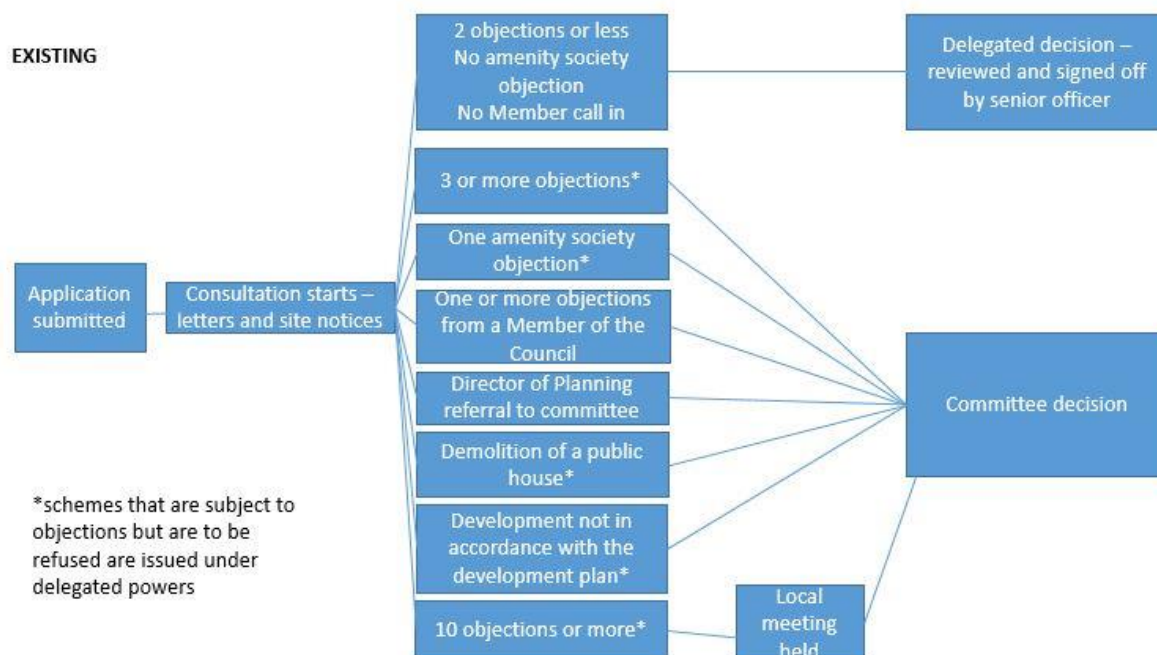 EXISTING
2 objections or less
No amenity society
objection
No Member call in
Delegated decision –
reviewed and signed off
by senior officer
3 or more objections*
One amenity society
objection*
Application
submitted
Consultation starts –
letters and site notices
One or more objections
from a Member of the
Council
Director of Planning
referral to committee
Committee decision
Demolition of a public
house*
*schemes that are subject to
objections but are to be
refused are issued under
delegated powers
Development not in
accordance with the
development plan*
10 objections or more*
Local
meeting
held